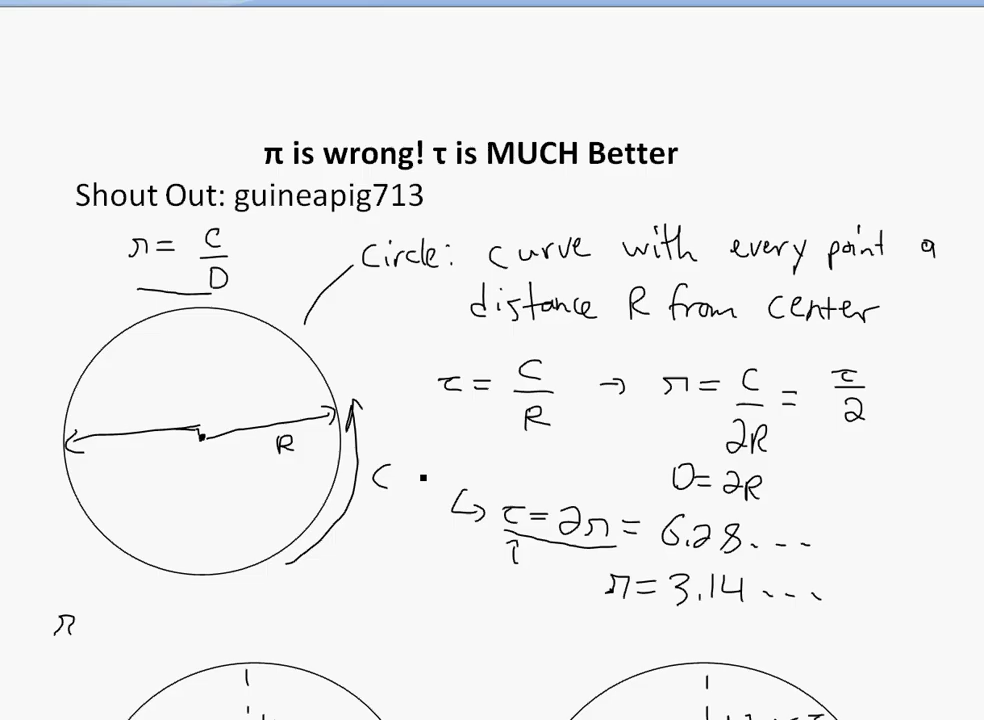 π is wrong! τ is MUCH Better
Shout Out: guineapig713
π = C/D
Circle: curve with every point a
distance R from center
τ = C/R → π = C/2R = τ/2
R
D = 2R
C
↳ τ = 2π = 6.28...
π = 3.14...
π